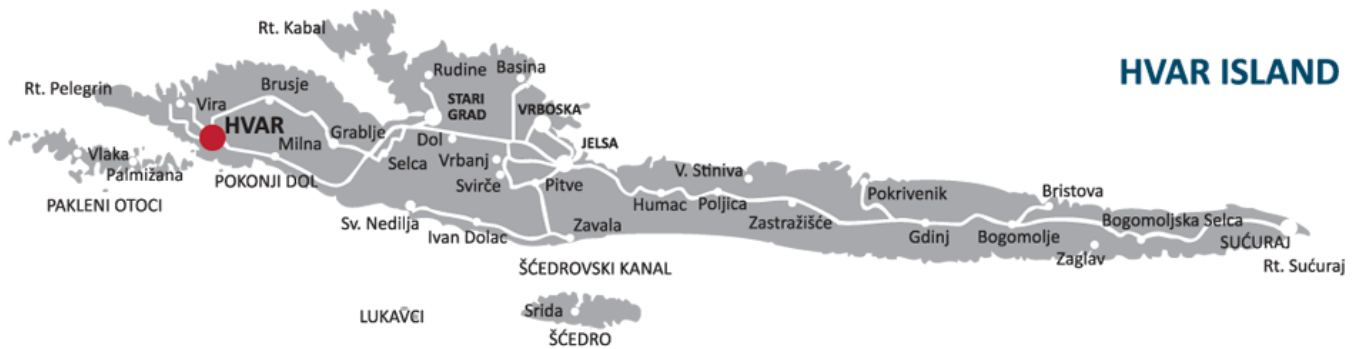 Rt. Kabal
HVAR ISLAND
Rudine
Basina
Rt. Pelegrin
Brusje
Vira
STARI
GRAD
VRBOSKA
HVAR
Milna
Grablje
Dol
JELSA
Vlaka
Palmižana
Selca
Vrbanj
Svirče
Pitve
V. Stiniva
Pokrivenik
Bristova
POKONJI DOL
PAKLENI OTOCI
Humac
Poljica
Zastražišće
Gdinj
Bogomolje
Bogomoljska Selca
SUĆURAJ
Sv. Nedilja
Ivan Dolac
Zavala
Zaglav
Rt. Sućuraj
ŠĆEDROVSKI KANAL
LUKAVCI
Srida
ŠĆEDRO